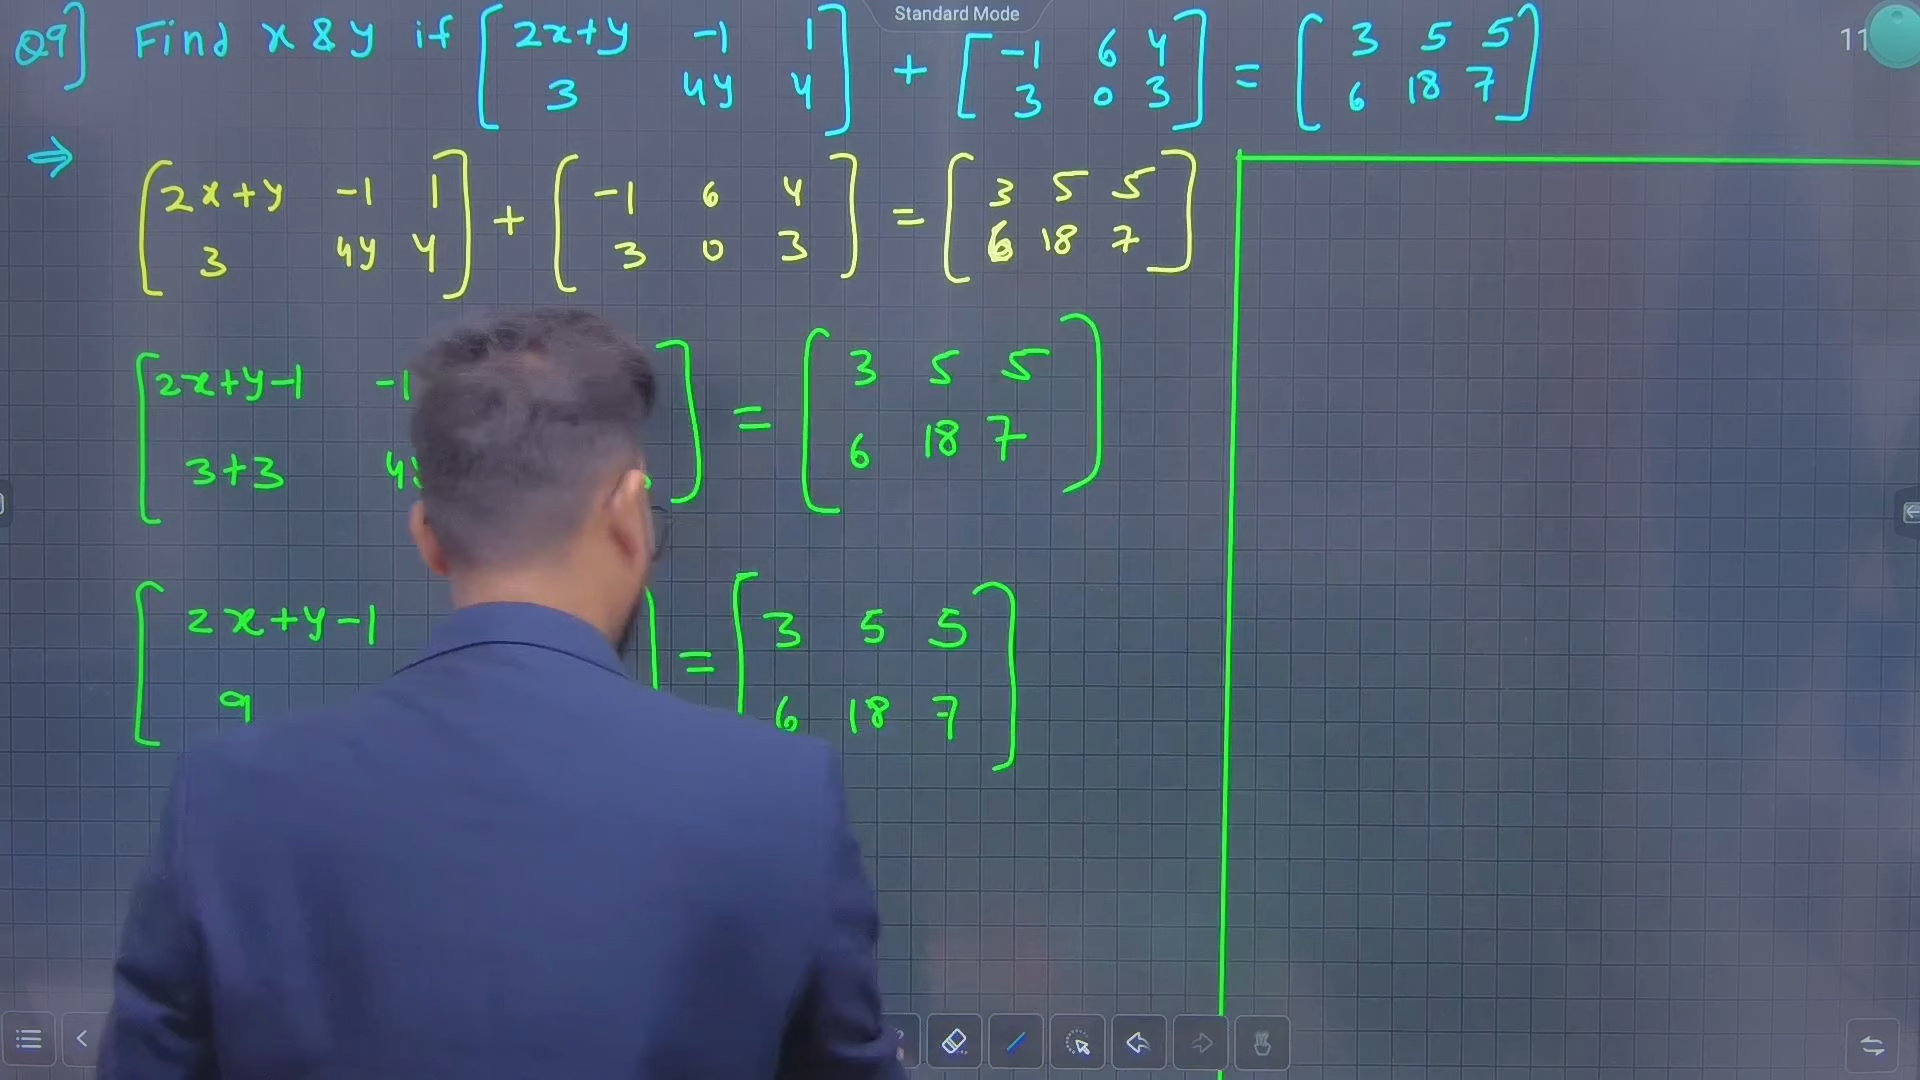 Standard Mode
Q9] Find x & y if [2x+y -1 1] + [-1 6 4] = [3 5 5]
[3 4y 4] [3 0 3] [6 18 7]
11
⇒ [2x+y -1 1] + [-1 6 4] = [3 5 5]
[3 4y 4] [3 0 3] [6 18 7]
[2x+y-1 -1 ] = [3 5 5]
[3+3 ] [6 18 7]
[2x+y-1 ] = [3 5 5]
[9 ] [6 18 7]